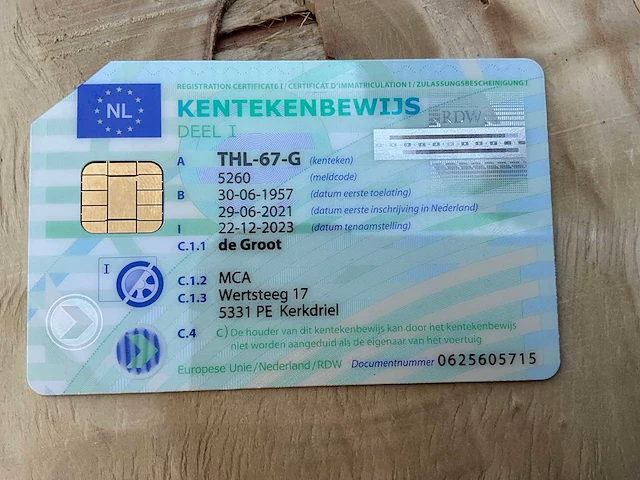 REGISTRATION CERTIFICATE I / CERTIFICAT D'IMMATRICULATION I / ZULASSUNGSBESCHEINIGUNG I
NL
KENTEKENBEWIJS
RDW
DEEL I
A THL-67-G (kenteken)
5260 (meldcode)
B 30-06-1957 (datum eerste toelating)
29-06-2021 (datum eerste inschrijving in Nederland)
I 22-12-2023 (datum tenaamstelling)
C.1.1 de Groot
I
C.1.2 MCA
C.1.3 Wertsteeg 17
5331 PE Kerkdriel
C.4 C) De houder van dit kentekenbewijs kan door het kentekenbewijs
niet worden aangeduid als de eigenaar van het voertuig
Europese Unie/Nederland/RDW Documentnummer 0625605715